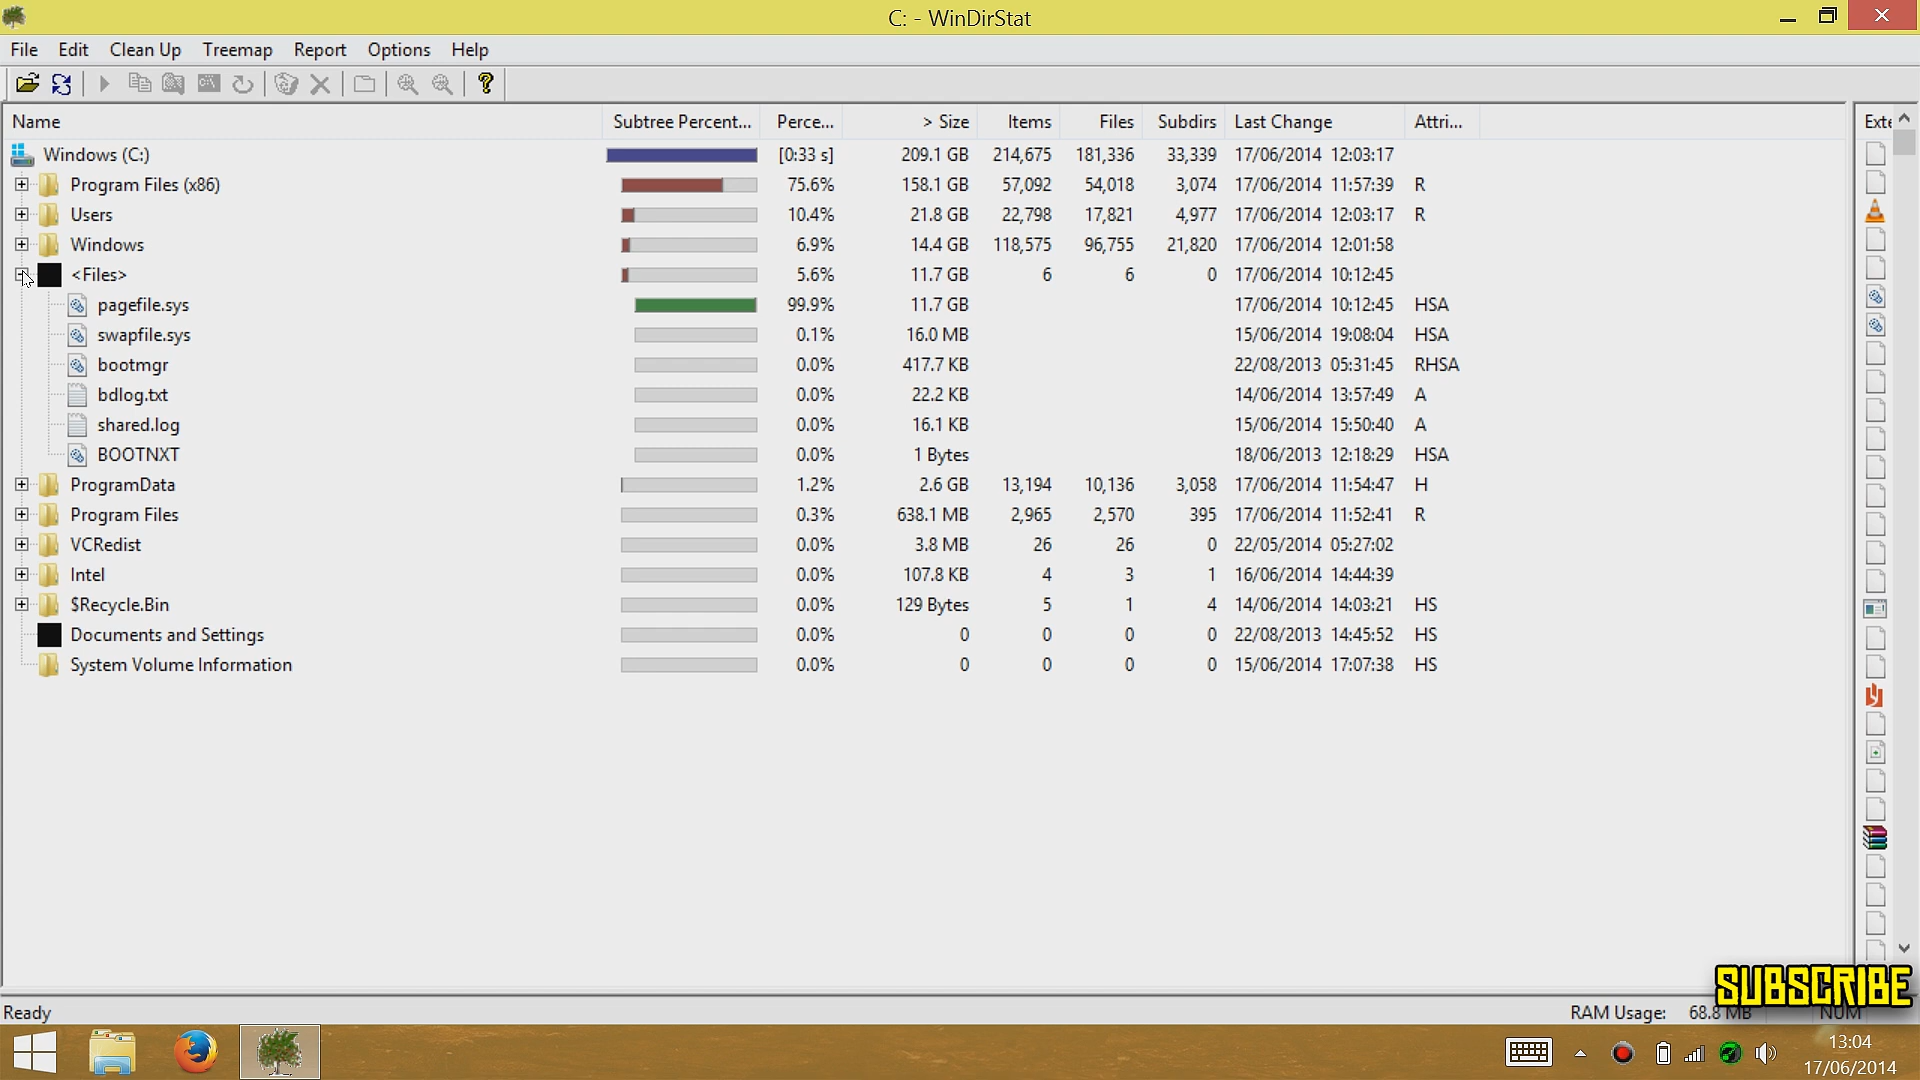 C: - WinDirStat
File Edit Clean Up Treemap Report Options Help
Name Subtree Percent... Perce... > Size Items Files Subdirs Last Change Attri... Exte
Windows (C:) [0:33 s] 209.1 GB 214,675 181,336 33,339 17/06/2014 12:03:17
Program Files (x86) 75.6% 158.1 GB 57,092 54,018 3,074 17/06/2014 11:57:39 R
Users 10.4% 21.8 GB 22,798 17,821 4,977 17/06/2014 12:03:17 R
Windows 6.9% 14.4 GB 118,575 96,755 21,820 17/06/2014 12:01:58
<Files> 5.6% 11.7 GB 6 6 0 17/06/2014 10:12:45
pagefile.sys 99.9% 11.7 GB 17/06/2014 10:12:45 HSA
swapfile.sys 0.1% 16.0 MB 15/06/2014 19:08:04 HSA
bootmgr 0.0% 417.7 KB 22/08/2013 05:31:45 RHSA
bdlog.txt 0.0% 22.2 KB 14/06/2014 13:57:49 A
shared.log 0.0% 16.1 KB 15/06/2014 15:50:40 A
BOOTNXT 0.0% 1 Bytes 18/06/2013 12:18:29 HSA
ProgramData 1.2% 2.6 GB 13,194 10,136 3,058 17/06/2014 11:54:47 H
Program Files 0.3% 638.1 MB 2,965 2,570 395 17/06/2014 11:52:41 R
VCRedist 0.0% 3.8 MB 26 26 0 22/05/2014 05:27:02
Intel 0.0% 107.8 KB 4 3 1 16/06/2014 14:44:39
$Recycle.Bin 0.0% 129 Bytes 5 1 4 14/06/2014 14:03:21 HS
Documents and Settings 0.0% 0 0 0 0 22/08/2013 14:45:52 HS
System Volume Information 0.0% 0 0 0 0 15/06/2014 17:07:38 HS
SUBSCRIBE
Ready RAM Usage: 68.8 MB NUM
13:04
17/06/2014